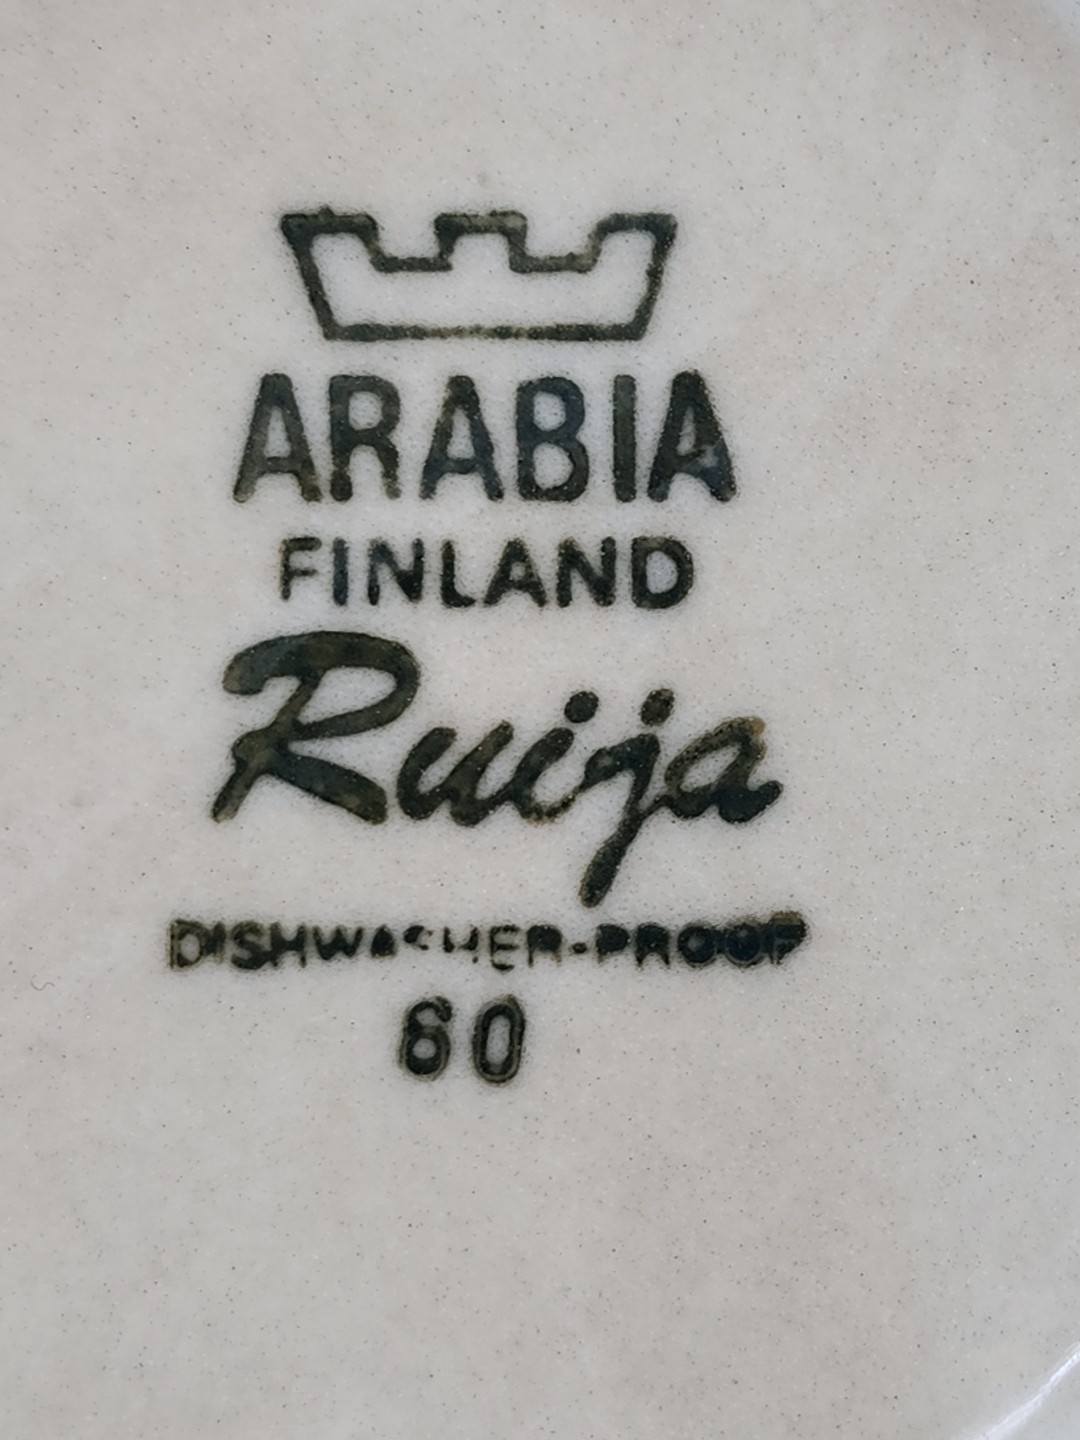 ARABIA
FINLAND
Ruija
DISHWASHER-PROOF
60